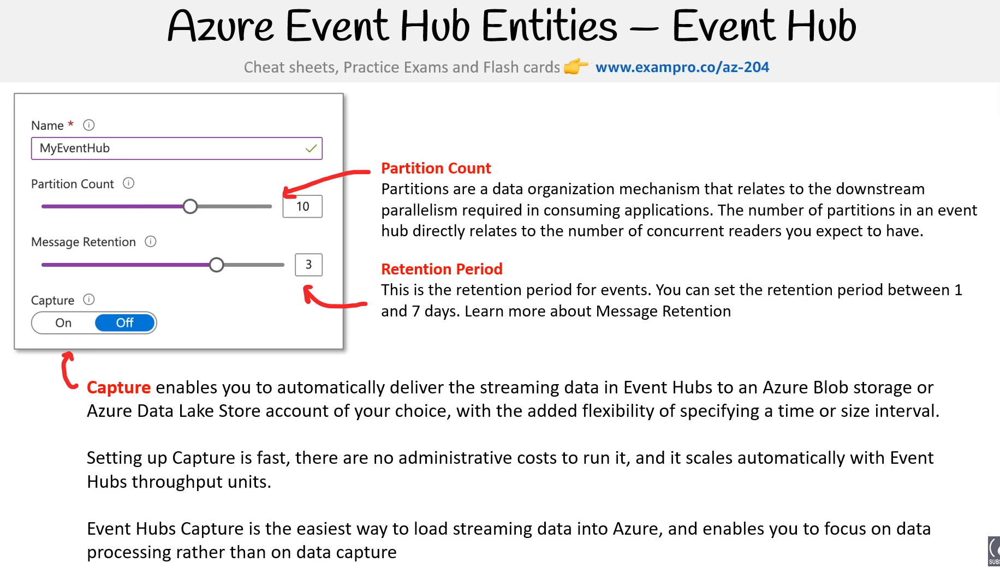 Azure Event Hub Entities – Event Hub
Cheat sheets, Practice Exams and Flash cards 👉 www.exampro.co/az-204
Name *
MyEventHub
Partition Count
10
Message Retention
3
Capture
On Off
Partition Count
Partitions are a data organization mechanism that relates to the downstream
parallelism required in consuming applications. The number of partitions in an event
hub directly relates to the number of concurrent readers you expect to have.
Retention Period
This is the retention period for events. You can set the retention period between 1
and 7 days. Learn more about Message Retention
Capture enables you to automatically deliver the streaming data in Event Hubs to an Azure Blob storage or
Azure Data Lake Store account of your choice, with the added flexibility of specifying a time or size interval.
Setting up Capture is fast, there are no administrative costs to run it, and it scales automatically with Event
Hubs throughput units.
Event Hubs Capture is the easiest way to load streaming data into Azure, and enables you to focus on data
processing rather than on data capture